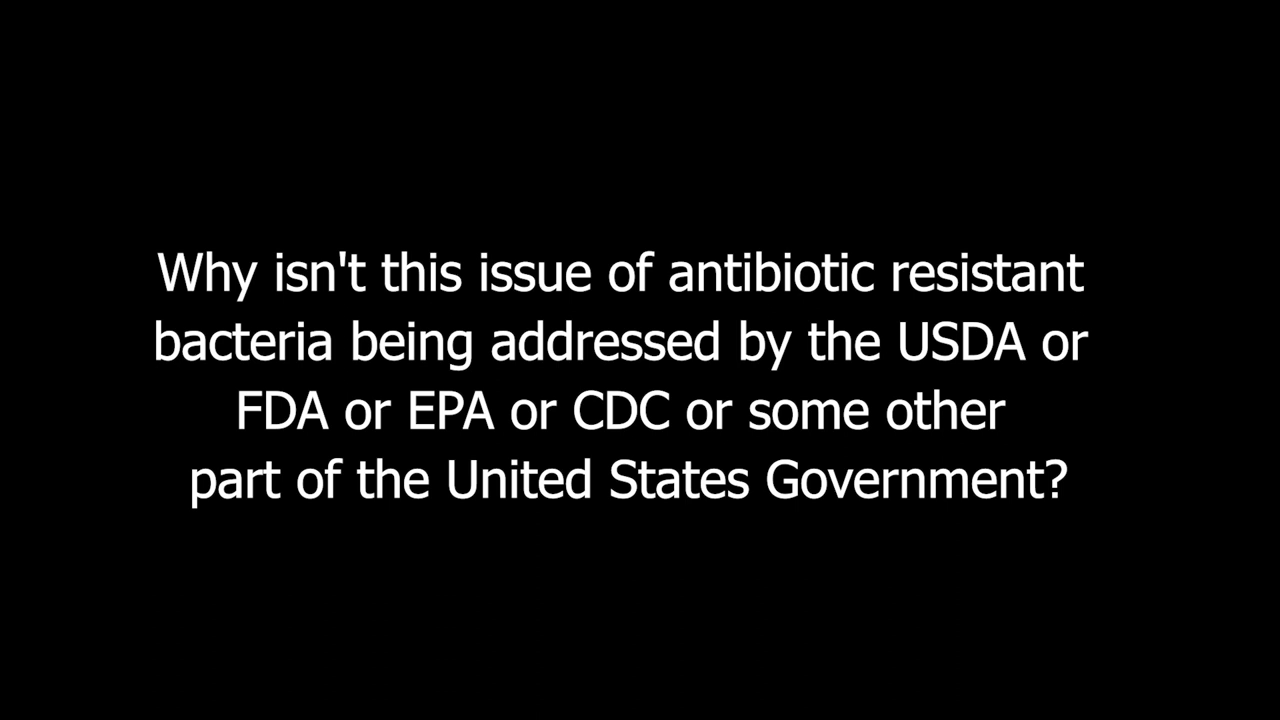 Why isn't this issue of antibiotic resistant
bacteria being addressed by the USDA or
FDA or EPA or CDC or some other
part of the United States Government?